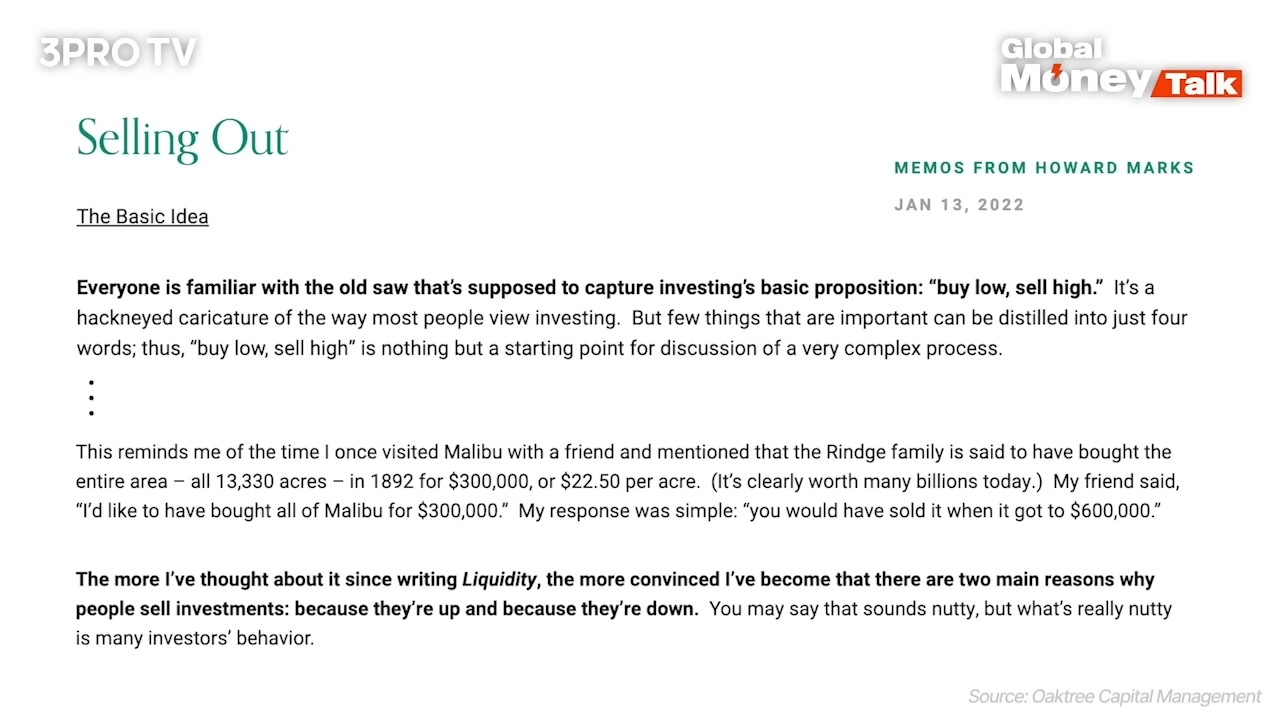 3PRO TV
Global
Money Talk
Selling Out
MEMOS FROM HOWARD MARKS
JAN 13, 2022
The Basic Idea
Everyone is familiar with the old saw that’s supposed to capture investing’s basic proposition: “buy low, sell high.”  It’s a
hackneyed caricature of the way most people view investing.  But few things that are important can be distilled into just four
words; thus, “buy low, sell high” is nothing but a starting point for discussion of a very complex process.
This reminds me of the time I once visited Malibu with a friend and mentioned that the Rindge family is said to have bought the
entire area – all 13,330 acres – in 1892 for $300,000, or $22.50 per acre.  (It’s clearly worth many billions today.)  My friend said,
“I’d like to have bought all of Malibu for $300,000.”  My response was simple: “you would have sold it when it got to $600,000.”
The more I’ve thought about it since writing Liquidity, the more convinced I’ve become that there are two main reasons why
people sell investments: because they’re up and because they’re down.  You may say that sounds nutty, but what’s really nutty
is many investors’ behavior.
Source: Oaktree Capital Management